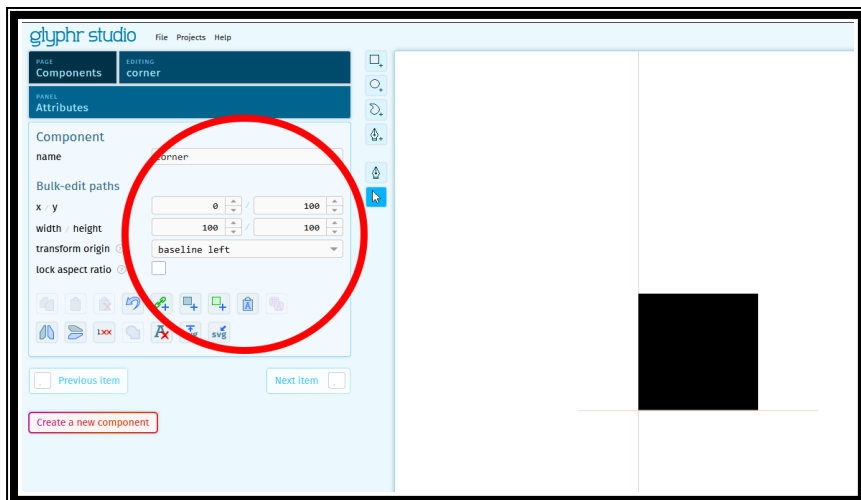 glyphr studio File Projects Help
PAGE
Components
EDITING
corner
PANEL
Attributes
Component
name corner
Bulk-edit paths
x / y 0 / 100
width / height 100 / 100
transform origin ? baseline left
lock aspect ratio ?
1xx A svg svg
Previous item Next item
Create a new component